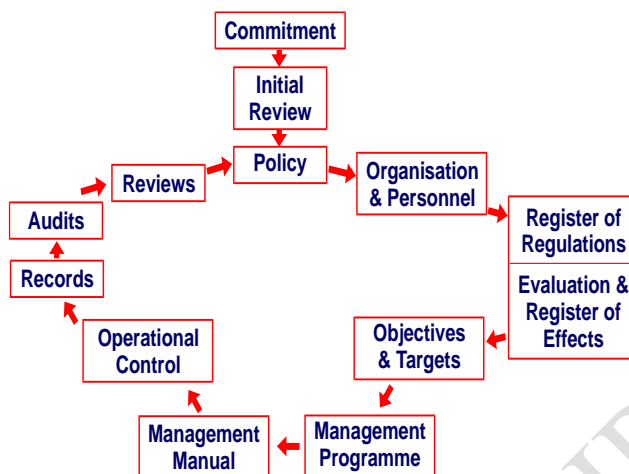 Commitment
Initial
Review
Policy
Organisation
& Personnel
Register of
Regulations
Evaluation &
Register of
Effects
Objectives
& Targets
Management
Programme
Management
Manual
Operational
Control
Records
Audits
Reviews